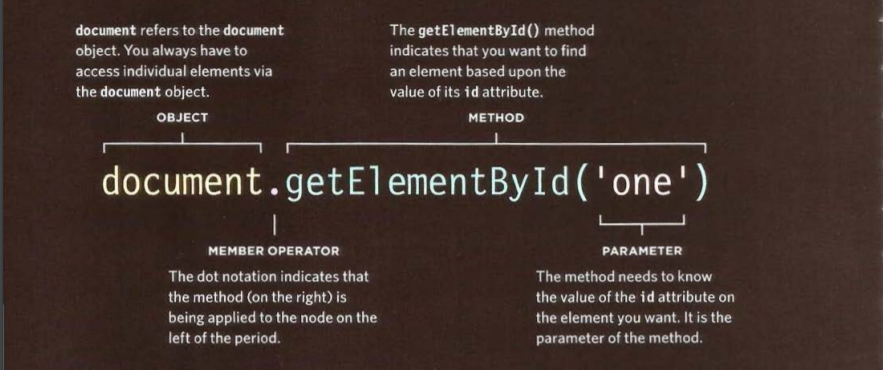 document refers to the document
object. You always have to
access individual elements via
the document object.
OBJECT
The getElementById() method
indicates that you want to find
an element based upon the
value of its id attribute.
METHOD
document.getElementById('one')
MEMBER OPERATOR
The dot notation indicates that
the method (on the right) is
being applied to the node on the
left of the period.
PARAMETER
The method needs to know
the value of the id attribute on
the element you want. It is the
parameter of the method.